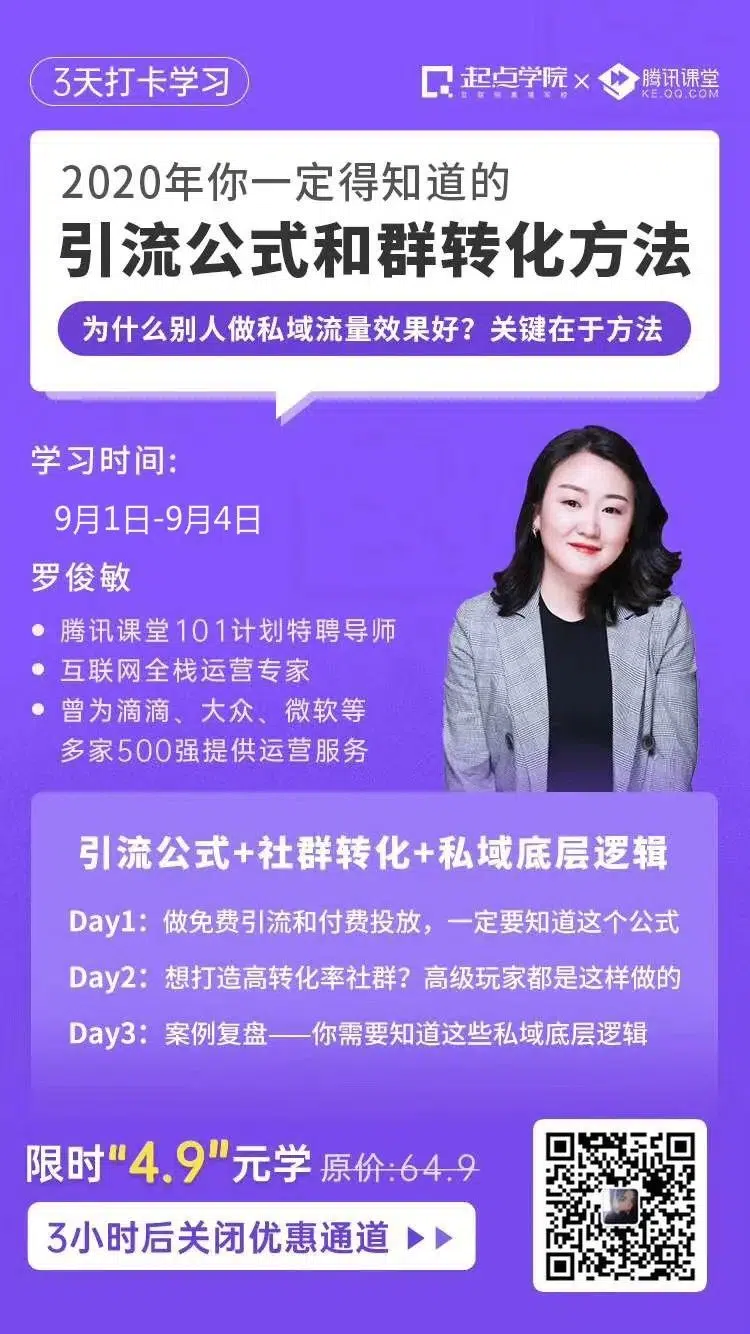 3天打卡学习
起点学院×腾讯课堂
KE.QQ.COM
2020年你一定得知道的
引流公式和群转化方法
为什么别人做私域流量效果好？关键在于方法
学习时间:
9月1日-9月4日
罗俊敏
腾讯课堂101计划特聘导师
互联网全栈运营专家
曾为滴滴、大众、微软等
多家500强提供运营服务
引流公式+社群转化+私域底层逻辑
Day1：做免费引流和付费投放，一定要知道这个公式
Day2：想打造高转化率社群？高级玩家都是这样做的
Day3：案例复盘——你需要知道这些私域底层逻辑
限时“4.9”元学 原价:64.9
3小时后关闭优惠通道